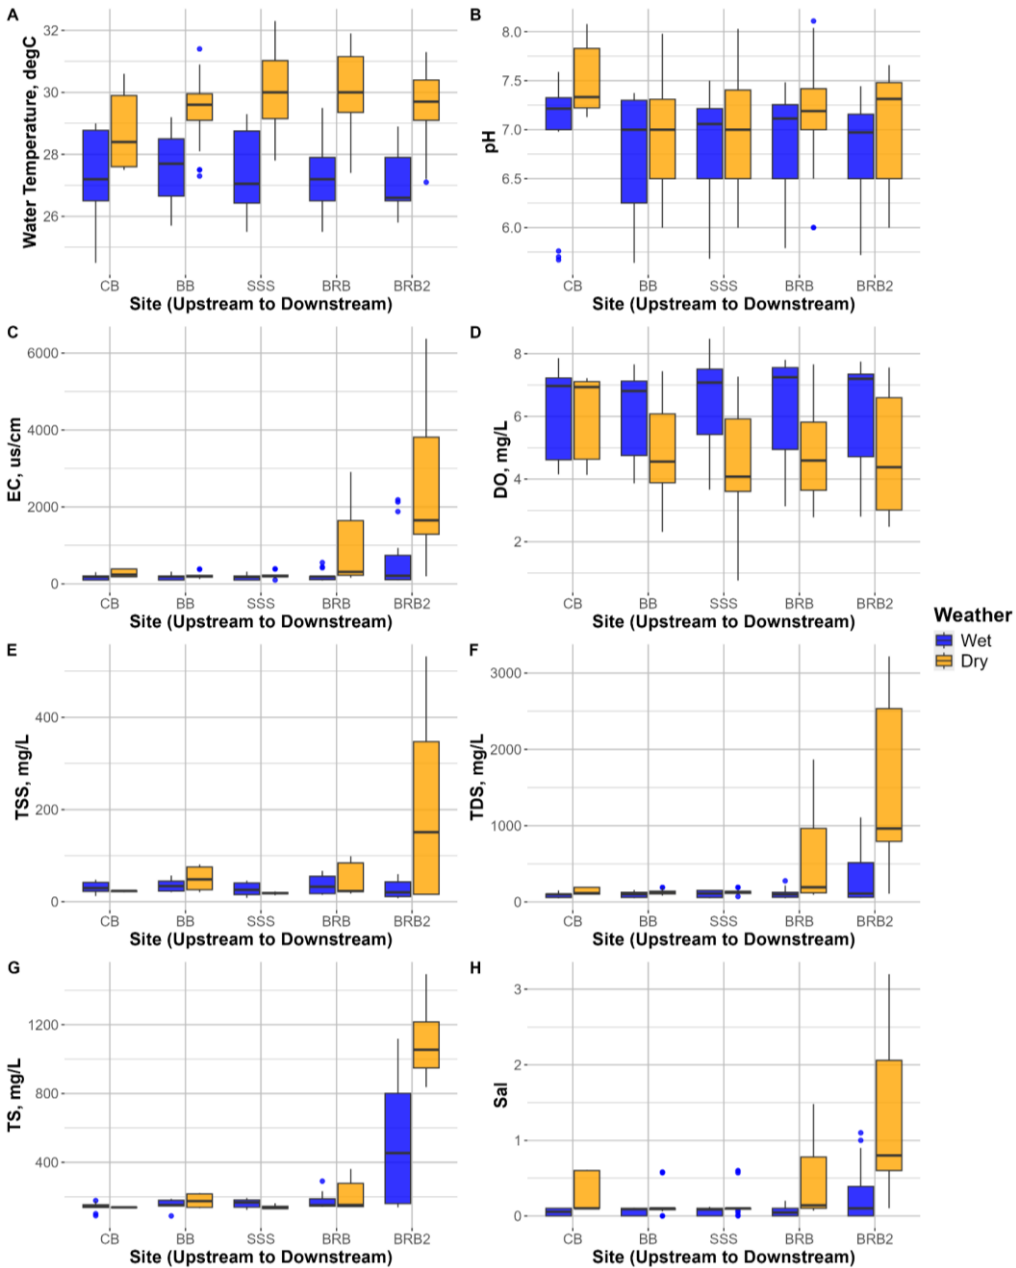 A
B
Water Temperature, degC
32
30
28
26
CB BB SSS BRB BRB2
Site (Upstream to Downstream)
pH
8.0
7.5
7.0
6.5
6.0
CB BB SSS BRB BRB2
Site (Upstream to Downstream)
C
D
EC, us/cm
6000
4000
2000
0
CB BB SSS BRB BRB2
Site (Upstream to Downstream)
DO, mg/L
8
6
4
2
CB BB SSS BRB BRB2
Site (Upstream to Downstream)
Weather
Wet
Dry
E
F
TSS, mg/L
400
200
0
CB BB SSS BRB BRB2
Site (Upstream to Downstream)
TDS, mg/L
3000
2000
1000
0
CB BB SSS BRB BRB2
Site (Upstream to Downstream)
G
H
TS, mg/L
1200
800
400
CB BB SSS BRB BRB2
Site (Upstream to Downstream)
Sal
3
2
1
0
CB BB SSS BRB BRB2
Site (Upstream to Downstream)